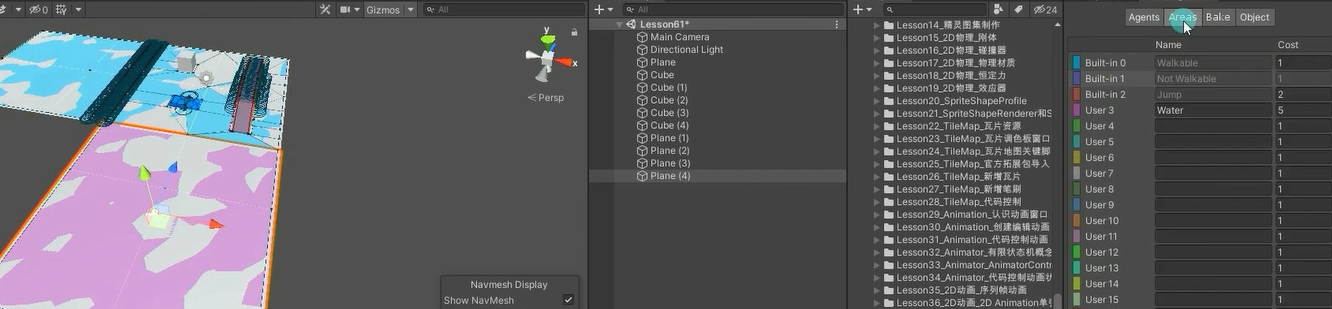 0
Gizmos
All
y
x
Persp
Navmesh Display
Show NavMesh
All
Lesson61*
Main Camera
Directional Light
Plane
Cube
Cube (1)
Cube (2)
Cube (3)
Cube (4)
Plane (1)
Plane (2)
Plane (3)
Plane (4)
24
Lesson14_精灵图集制作
Lesson15_2D物理_刚体
Lesson16_2D物理_碰撞器
Lesson17_2D物理_物理材质
Lesson18_2D物理_恒定力
Lesson19_2D物理_效应器
Lesson20_SpriteShapeProfile
Lesson21_SpriteShapeRenderer和S
Lesson22_TileMap_瓦片资源
Lesson23_TileMap_瓦片调色板窗口
Lesson24_TileMap_瓦片地图关键脚
Lesson25_TileMap_官方拓展包导入
Lesson26_TileMap_新增瓦片
Lesson27_TileMap_新增笔刷
Lesson28_TileMap_代码控制
Lesson29_Animation_认识动画窗口
Lesson30_Animation_创建编辑动画
Lesson31_Animation_代码控制动画
Lesson32_Animator_有限状态机概念
Lesson33_Animator_AnimatorContr
Lesson34_Animator_代码控制动画状
Lesson35_2D动画_序列帧动画
Lesson36_2D动画_2D Animation单
Agents Areas Bake Object
Name Cost
Built-in 0 Walkable 1
Built-in 1 Not Walkable 1
Built-in 2 Jump 2
User 3 Water 5
User 4 1
User 5 1
User 6 1
User 7 1
User 8 1
User 9 1
User 10 1
User 11 1
User 12 1
User 13 1
User 14 1
User 15 1